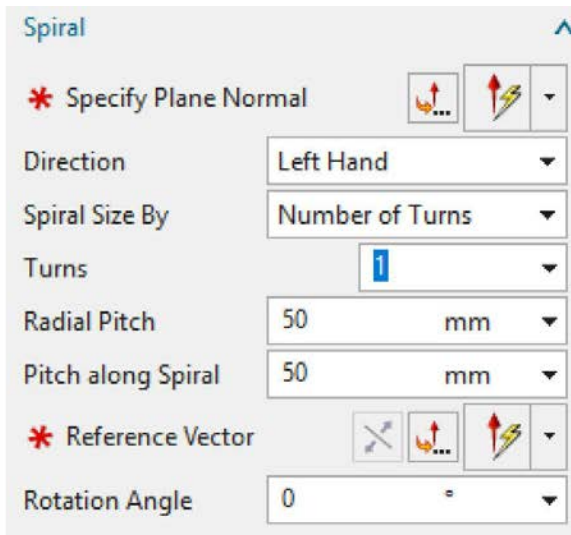 Spiral
* Specify Plane Normal
Direction Left Hand
Spiral Size By Number of Turns
Turns 1
Radial Pitch 50 mm
Pitch along Spiral 50 mm
* Reference Vector
Rotation Angle 0 °